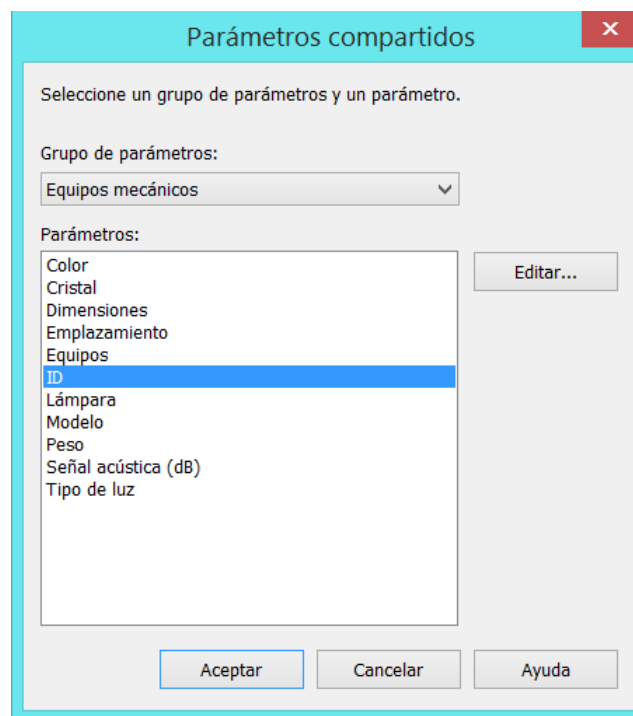 Parámetros compartidos
Seleccione un grupo de parámetros y un parámetro.
Grupo de parámetros:
Equipos mecánicos
Parámetros:
Color
Cristal
Dimensiones
Emplazamiento
Equipos
ID
Lámpara
Modelo
Peso
Señal acústica (dB)
Tipo de luz
Editar...
Aceptar Cancelar Ayuda